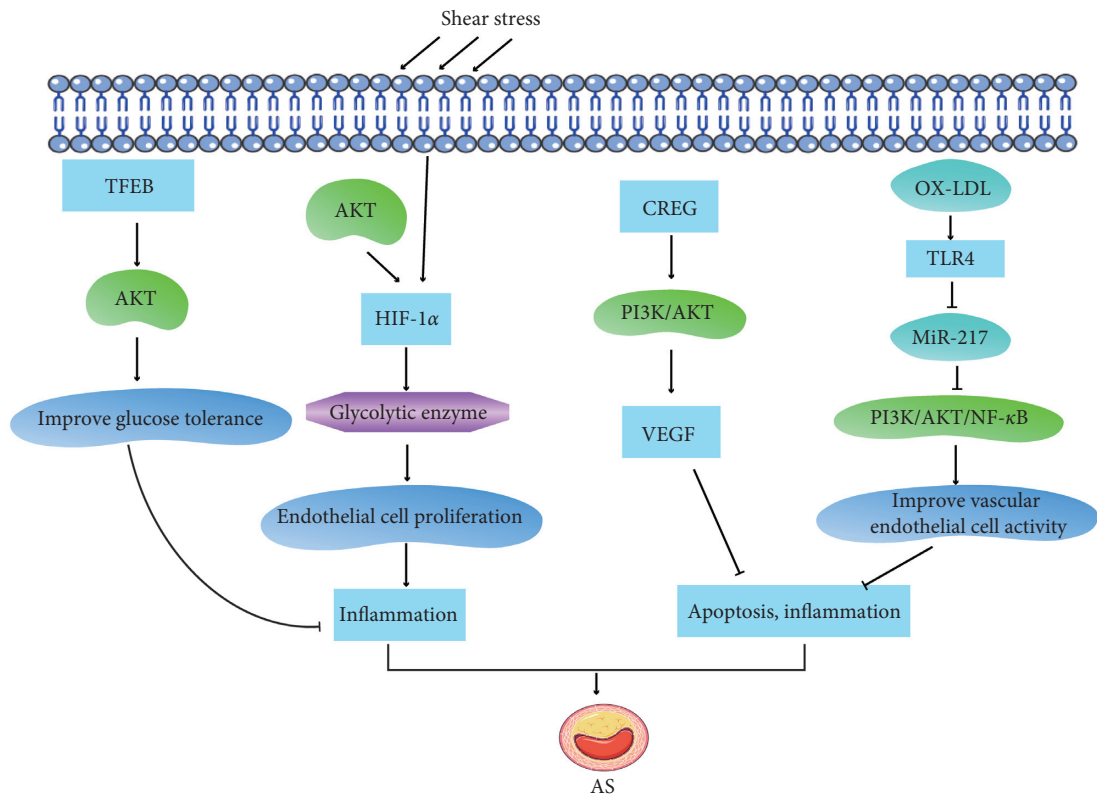 Shear stress
TFEB
AKT
Improve glucose tolerance
AKT
HIF-1α
Glycolytic enzyme
Endothelial cell proliferation
Inflammation
CREG
PI3K/AKT
VEGF
OX-LDL
TLR4
MiR-217
PI3K/AKT/NF-κB
Improve vascular
endothelial cell activity
Apoptosis, inflammation
AS